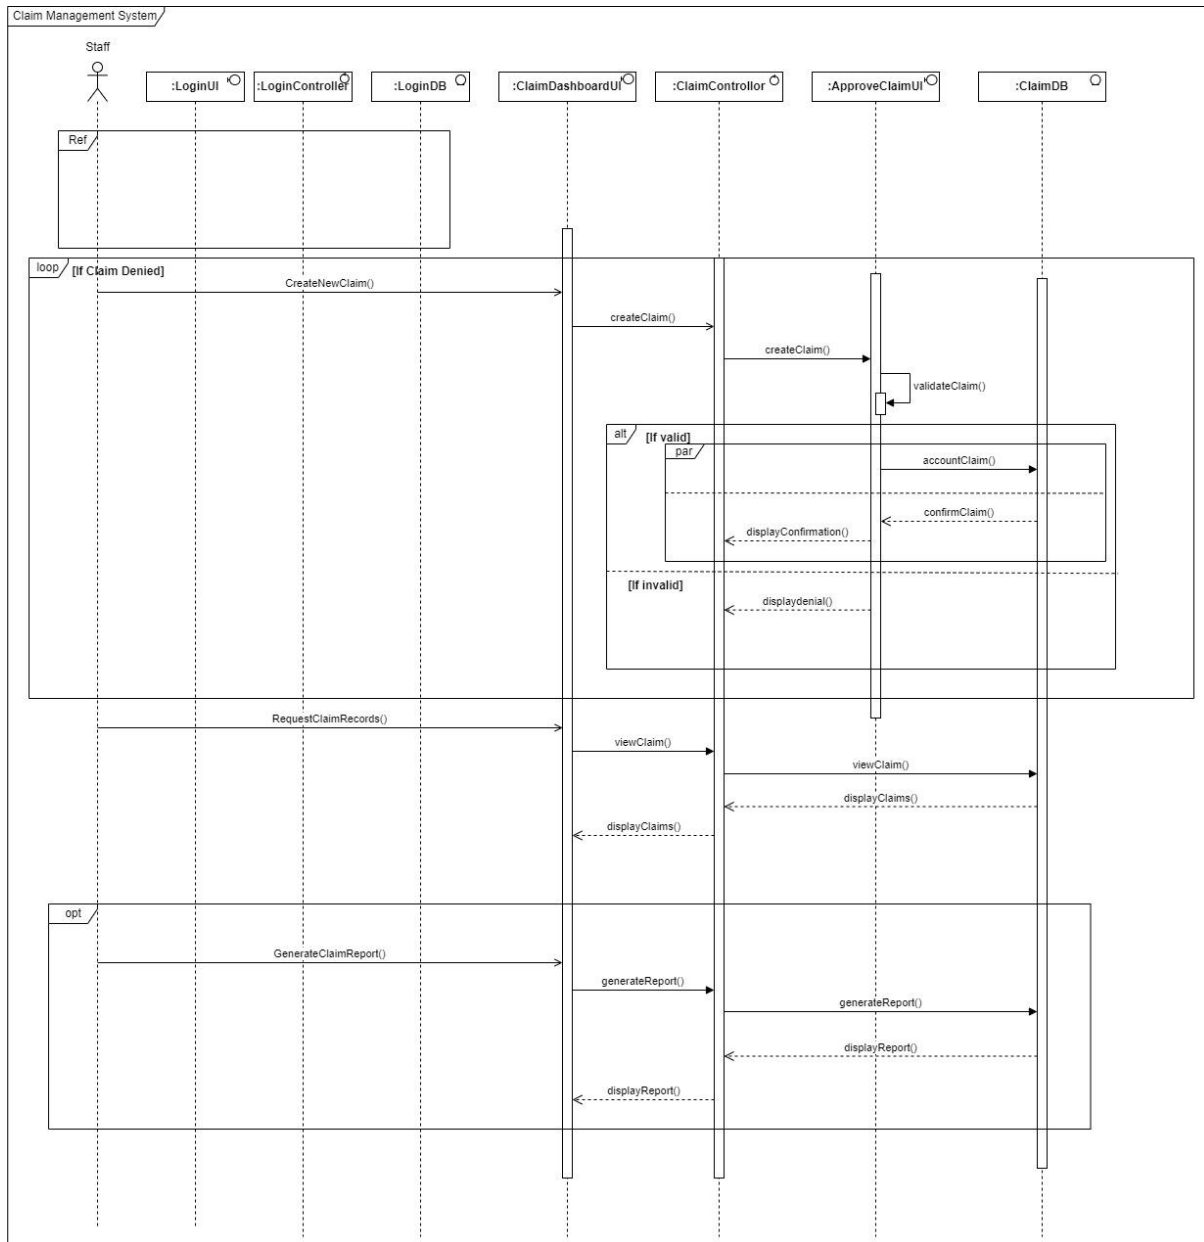 Claim Management System
Staff
:LoginUI
:LoginController
:LoginDB
:ClaimDashboardUI
:ClaimControllor
:ApproveClaimUI
:ClaimDB
Ref
loop
[If Claim Denied]
CreateNewClaim()
createClaim()
createClaim()
validateClaim()
alt
[If valid]
par
accountClaim()
confirmClaim()
displayConfirmation()
[If invalid]
displaydenial()
RequestClaimRecords()
viewClaim()
viewClaim()
displayClaims()
displayClaims()
opt
GenerateClaimReport()
generateReport()
generateReport()
displayReport()
displayReport()